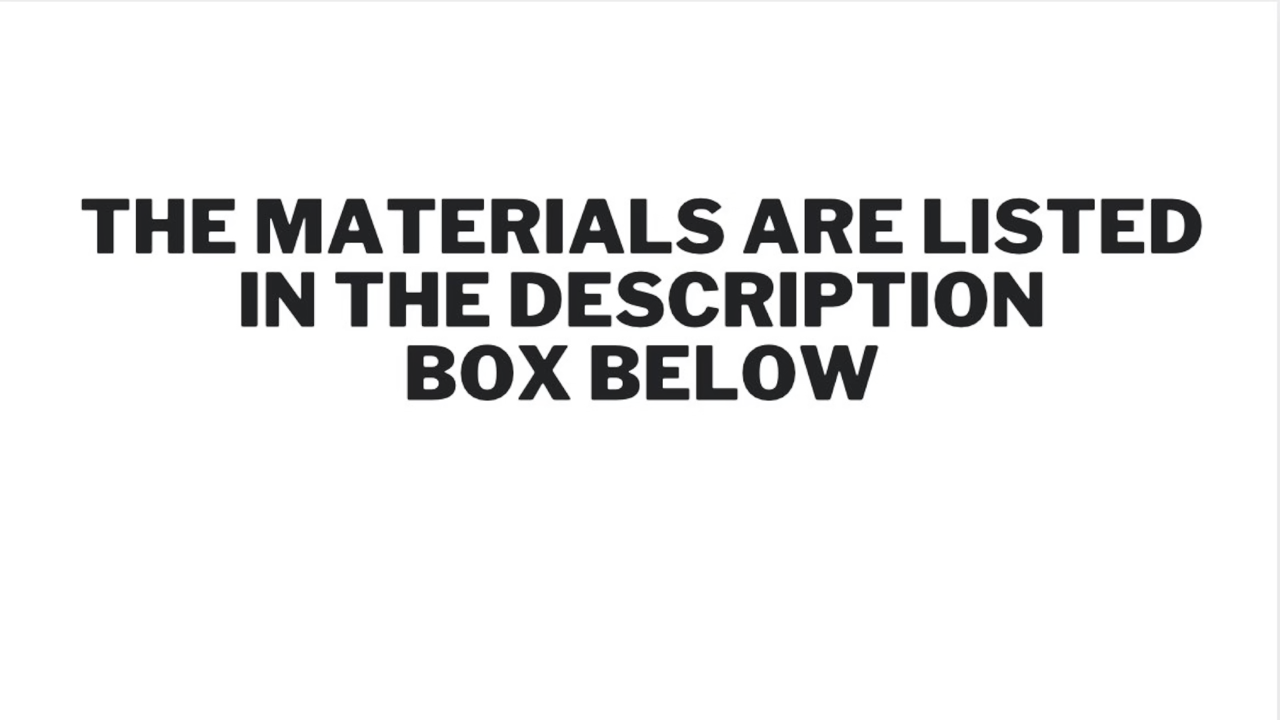 THE MATERIALS ARE LISTED
IN THE DESCRIPTION
BOX BELOW